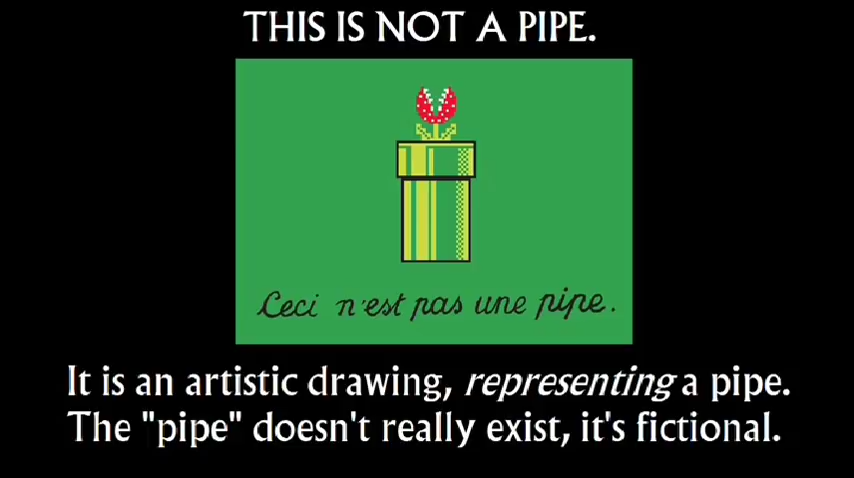 THIS IS NOT A PIPE.
Ceci n'est pas une pipe.
It is an artistic drawing, representing a pipe.
The "pipe" doesn't really exist, it's fictional.